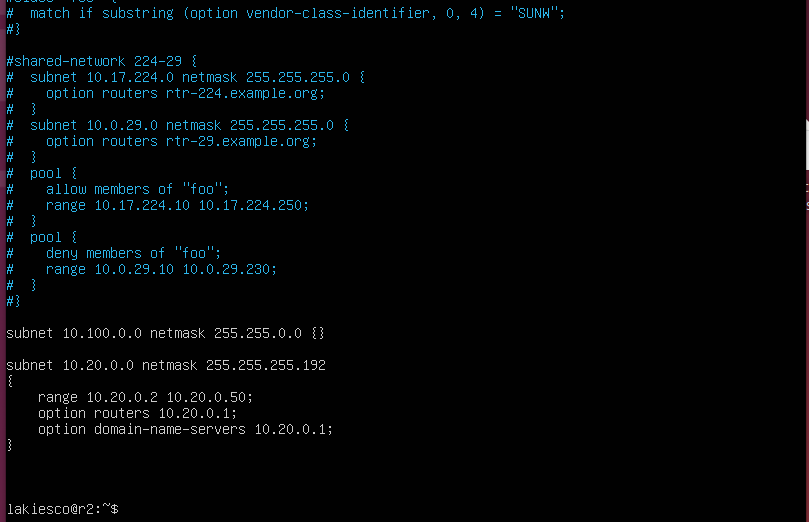 #  match if substring (option vendor-class-identifier, 0, 4) = "SUNW";
#}
#shared-network 224-29 {
#  subnet 10.17.224.0 netmask 255.255.255.0 {
#    option routers rtr-224.example.org;
#  }
#  subnet 10.0.29.0 netmask 255.255.255.0 {
#    option routers rtr-29.example.org;
#  }
#  pool {
#    allow members of "foo";
#    range 10.17.224.10 10.17.224.250;
#  }
#  pool {
#    deny members of "foo";
#    range 10.0.29.10 10.0.29.230;
#  }
#}
subnet 10.100.0.0 netmask 255.255.0.0 {}
subnet 10.20.0.0 netmask 255.255.255.192
{
    range 10.20.0.2 10.20.0.50;
    option routers 10.20.0.1;
    option domain-name-servers 10.20.0.1;
}
lakiesco@r2:~$